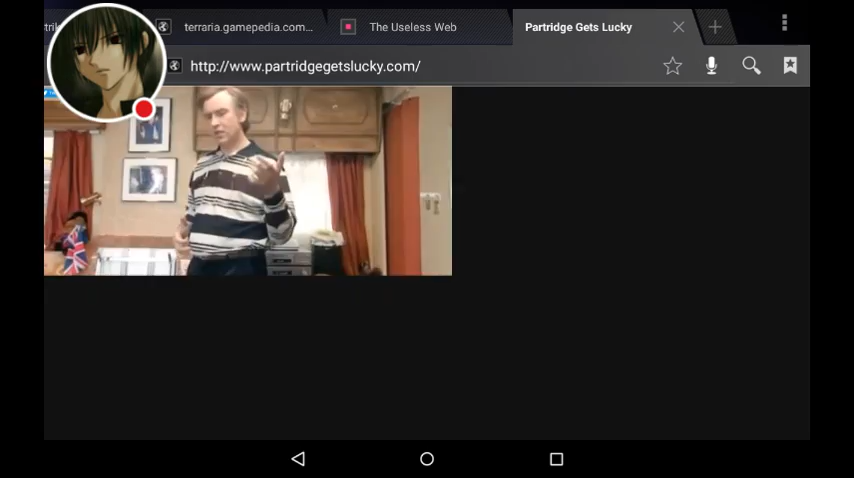 terraria.gamepedia.com...
The Useless Web
Partridge Gets Lucky
http://www.partridgegetslucky.com/